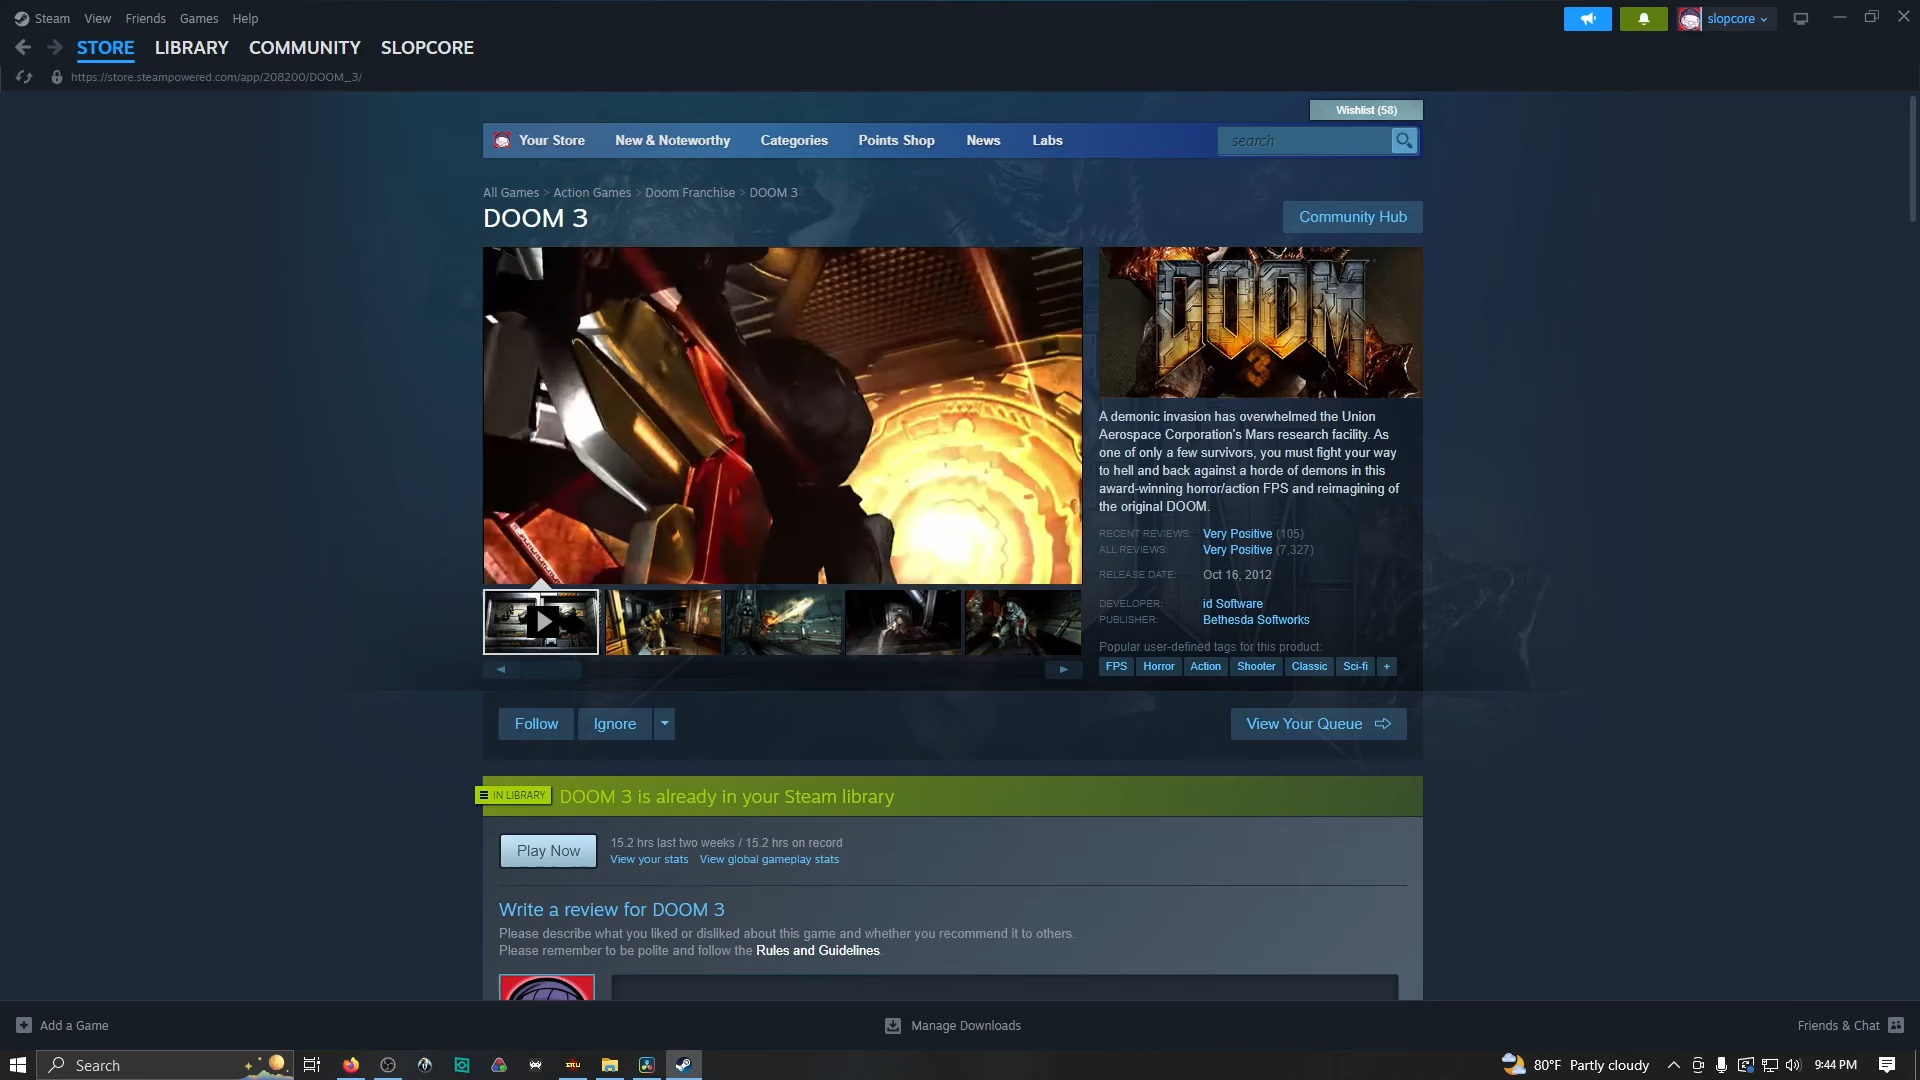 Steam View Friends Games Help
slopcore
STORE LIBRARY COMMUNITY SLOPCORE
https://store.steampowered.com/app/208200/DOOM_3/
Wishlist (58)
Your Store New & Noteworthy Categories Points Shop News Labs search
All Games > Action Games > Doom Franchise > DOOM 3
DOOM 3
Community Hub
DOOM
3
A demonic invasion has overwhelmed the Union
Aerospace Corporation's Mars research facility. As
one of only a few survivors, you must fight your way
to hell and back against a horde of demons in this
award-winning horror/action FPS and reimagining of
the original DOOM.
RECENT REVIEWS: Very Positive (105)
ALL REVIEWS: Very Positive (7,327)
RELEASE DATE: Oct 16, 2012
DEVELOPER: id Software
PUBLISHER: Bethesda Softworks
Popular user-defined tags for this product:
FPS Horror Action Shooter Classic Sci-fi +
Follow Ignore View Your Queue
IN LIBRARY DOOM 3 is already in your Steam library
Play Now 15.2 hrs last two weeks / 15.2 hrs on record
View your stats View global gameplay stats
Write a review for DOOM 3
Please describe what you liked or disliked about this game and whether you recommend it to others.
Please remember to be polite and follow the Rules and Guidelines.
Add a Game Manage Downloads Friends & Chat
Search 80°F Partly cloudy 9:44 PM